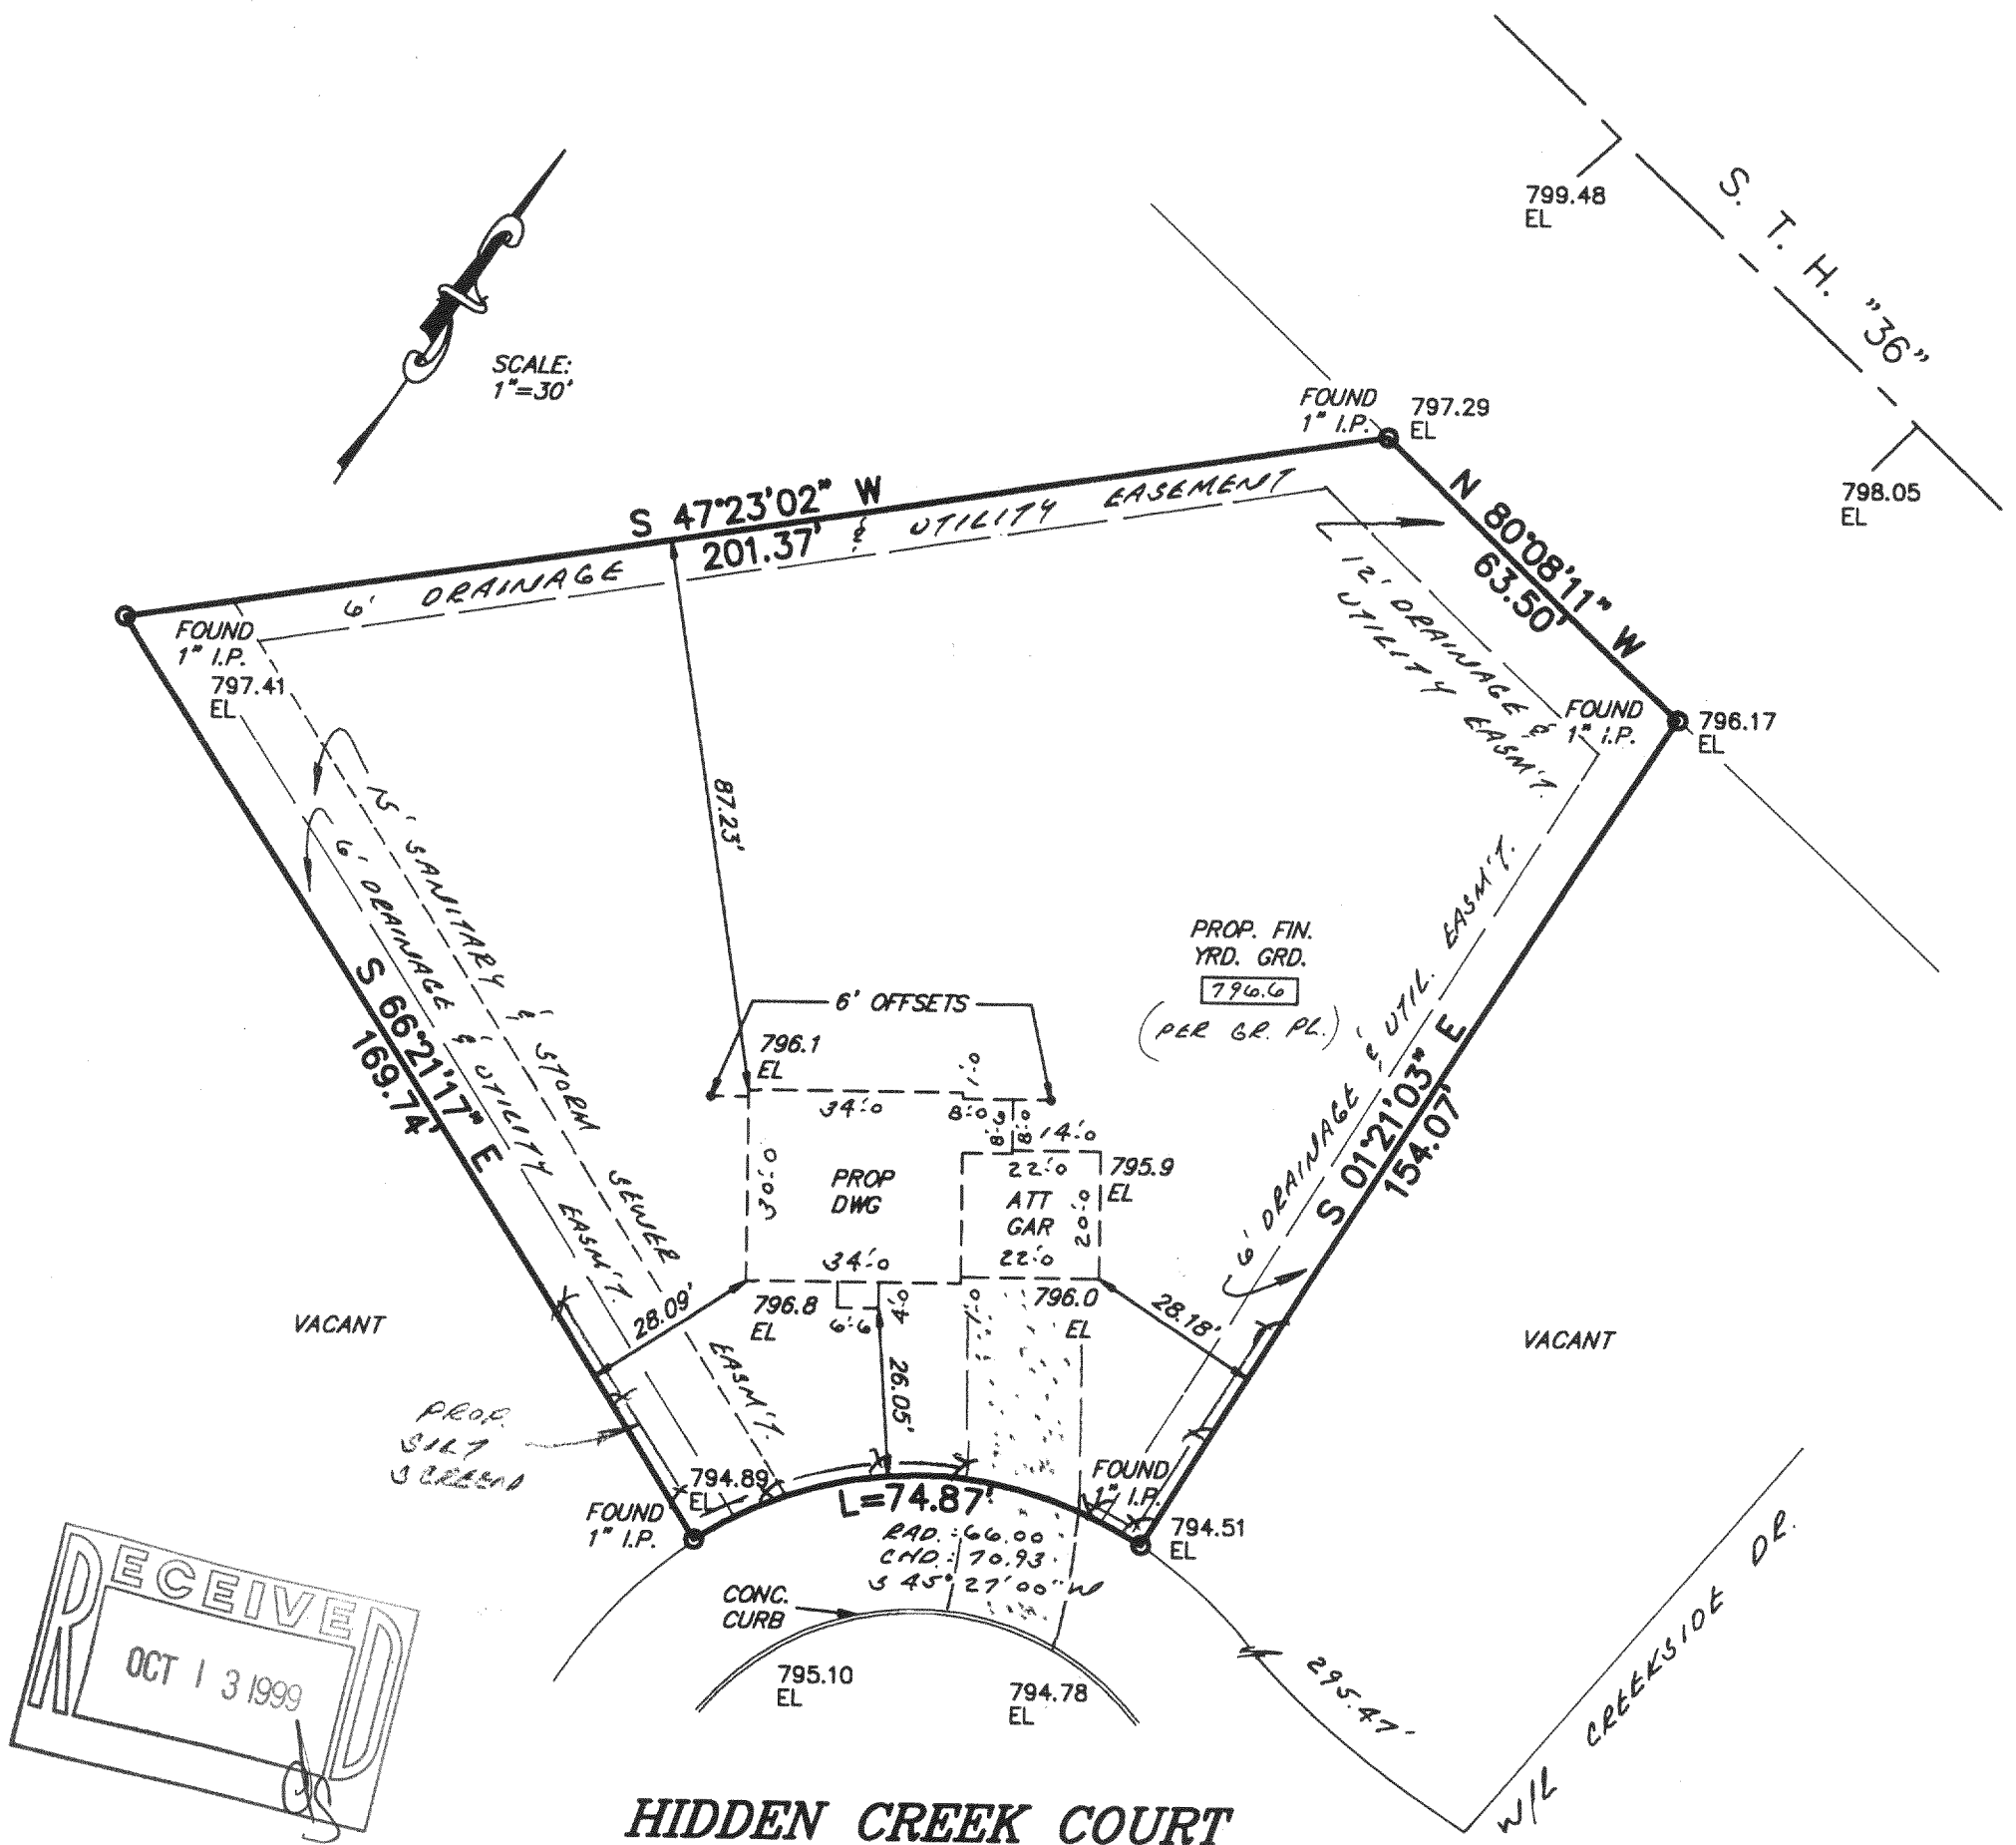 S. T. H. "36"
799.48
EL
798.05
EL
SCALE:
1"=30'
FOUND
1" I.P.
797.29
EL
S 47°23'02" W
201.37'
6' DRAINAGE & UTILITY EASEMENT
N 80°08'11" W
63.50'
12' DRAINAGE &
UTILITY EASM'T.
FOUND
1" I.P.
797.41
EL
FOUND
1" I.P.
796.17
EL
87.23'
15' SANITARY & STORM SEWER EASM'T.
6' DRAINAGE & UTILITY EASM'T.
S 66°21'17" E
169.74'
PROP. FIN.
YRD. GRD.
796.6
(PER GR. PL.)
6' DRAINAGE & UTIL. EASM'T.
S 01°21'03" E
154.07'
6' OFFSETS
796.1
EL
34'-0
1'-0
8'-0
8'-0
8'-0
14'-0
30'-0
PROP
DWG
22'-0
ATT
GAR
20'-0
22'-0
795.9
EL
34'-0
796.8
EL
6'-6
4'-0
1'-0
796.0
EL
28.09'
28.18'
26.05'
VACANT
VACANT
PROP.
SILT
SCREEN
794.89
EL
FOUND
1" I.P.
L=74.87'
RAD.: 66.00
CHD.: 70.93
S 45° 27' 00" W
FOUND
1" I.P.
794.51
EL
CONC.
CURB
795.10
EL
794.78
EL
295.47'
W/L CREEKSIDE DR.
RECEIVED
OCT 13 1999
HIDDEN CREEK COURT